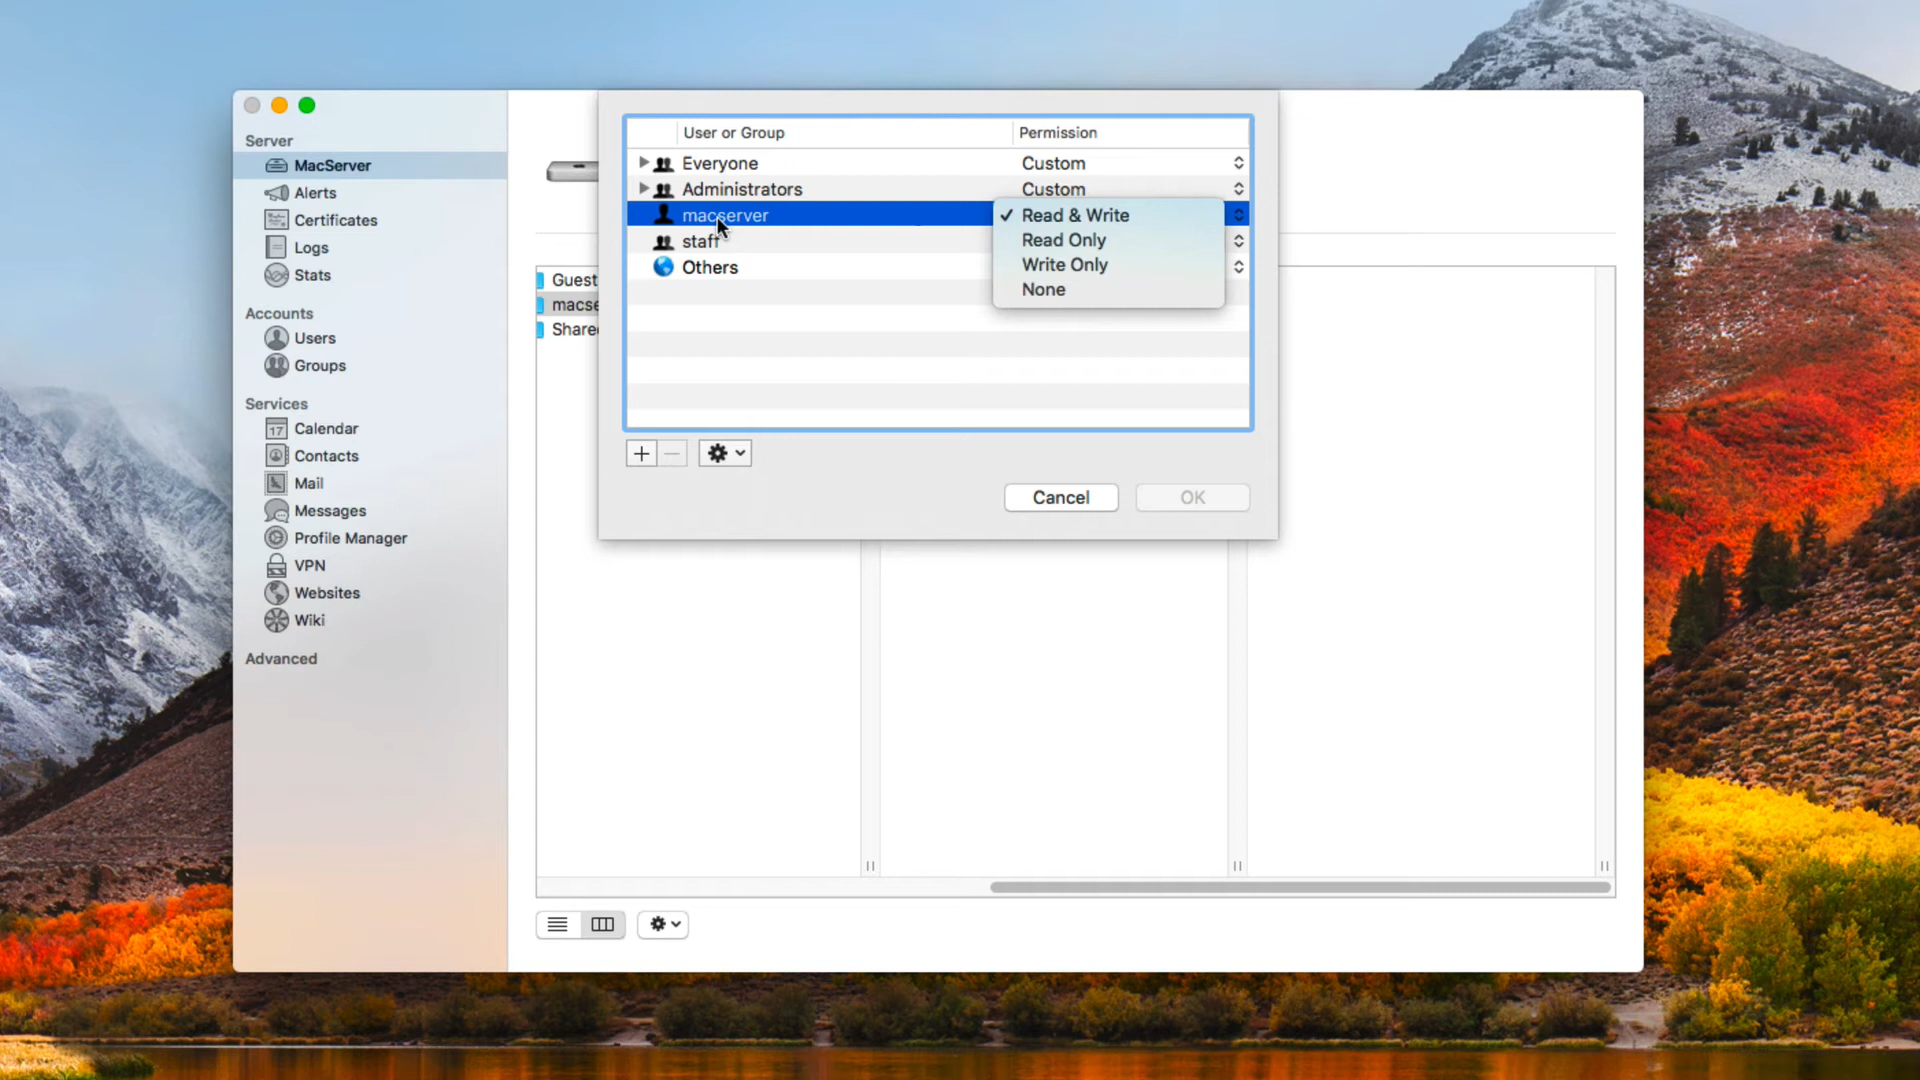 Server
MacServer
Alerts
Certificates
Logs
Stats
Accounts
Users
Groups
Services
17 Calendar
Contacts
Mail
Messages
Profile Manager
VPN
Websites
Wiki
Advanced
User or Group Permission
Everyone Custom
Administrators Custom
macserver ✓ Read & Write
staff Read Only
Others Write Only
None
Guest
macse
Share
Cancel OK